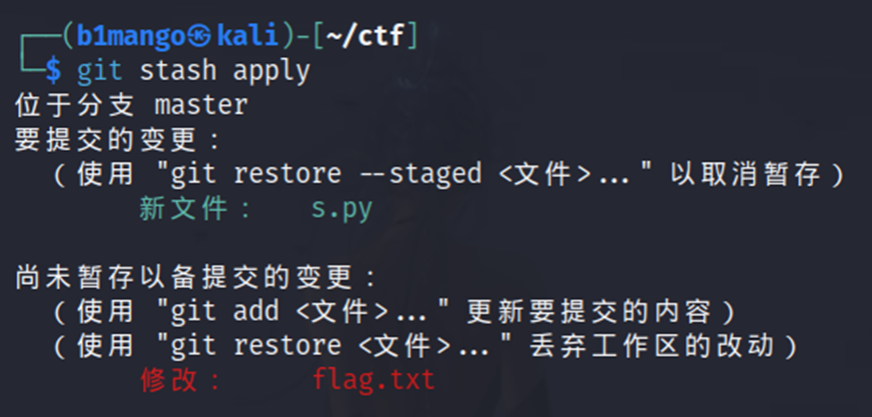 ┌──(b1mango㉿kali)-[~/ctf]
└─$ git stash apply
位于分支 master
要提交的变更：
（使用 "git restore --staged <文件>..." 以取消暂存）
新文件： s.py
尚未暂存以备提交的变更：
（使用 "git add <文件>..." 更新要提交的内容）
（使用 "git restore <文件>..." 丢弃工作区的改动）
修改： flag.txt